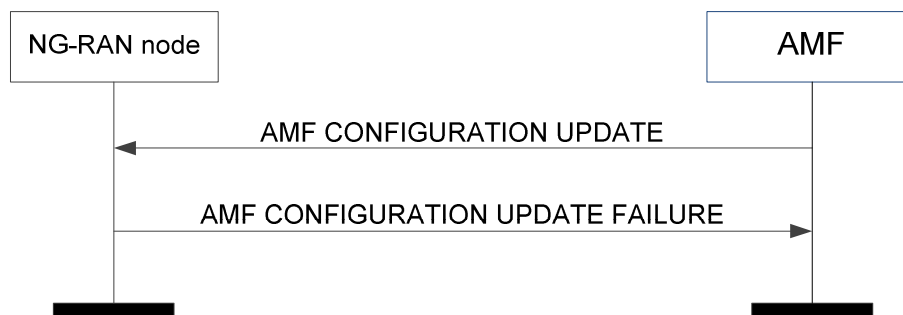 NG-RAN node
AMF
AMF CONFIGURATION UPDATE
AMF CONFIGURATION UPDATE FAILURE